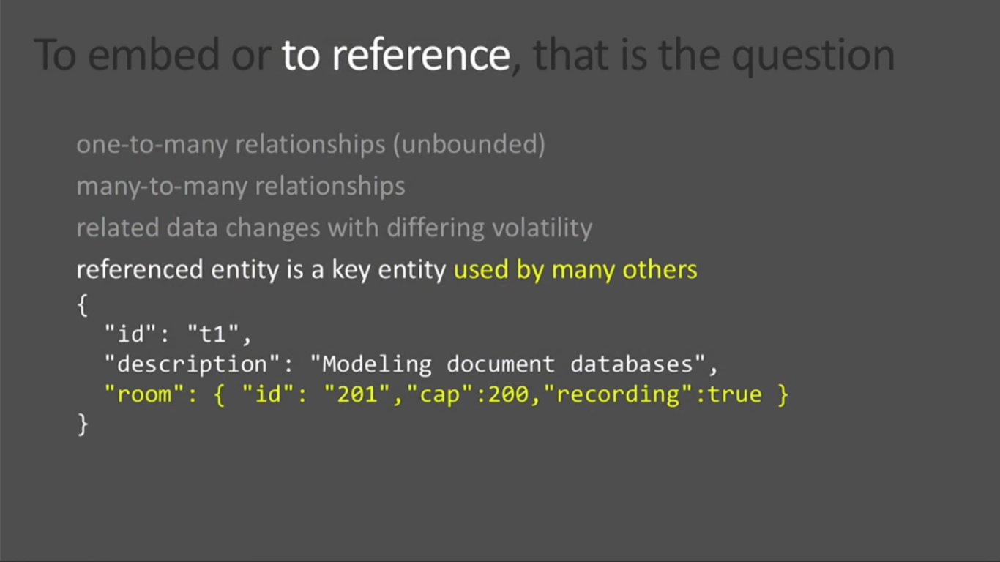 To embed or to reference, that is the question
one-to-many relationships (unbounded)
many-to-many relationships
related data changes with differing volatility
referenced entity is a key entity used by many others
{
"id": "t1",
"description": "Modeling document databases",
"room": { "id": "201","cap":200,"recording":true }
}